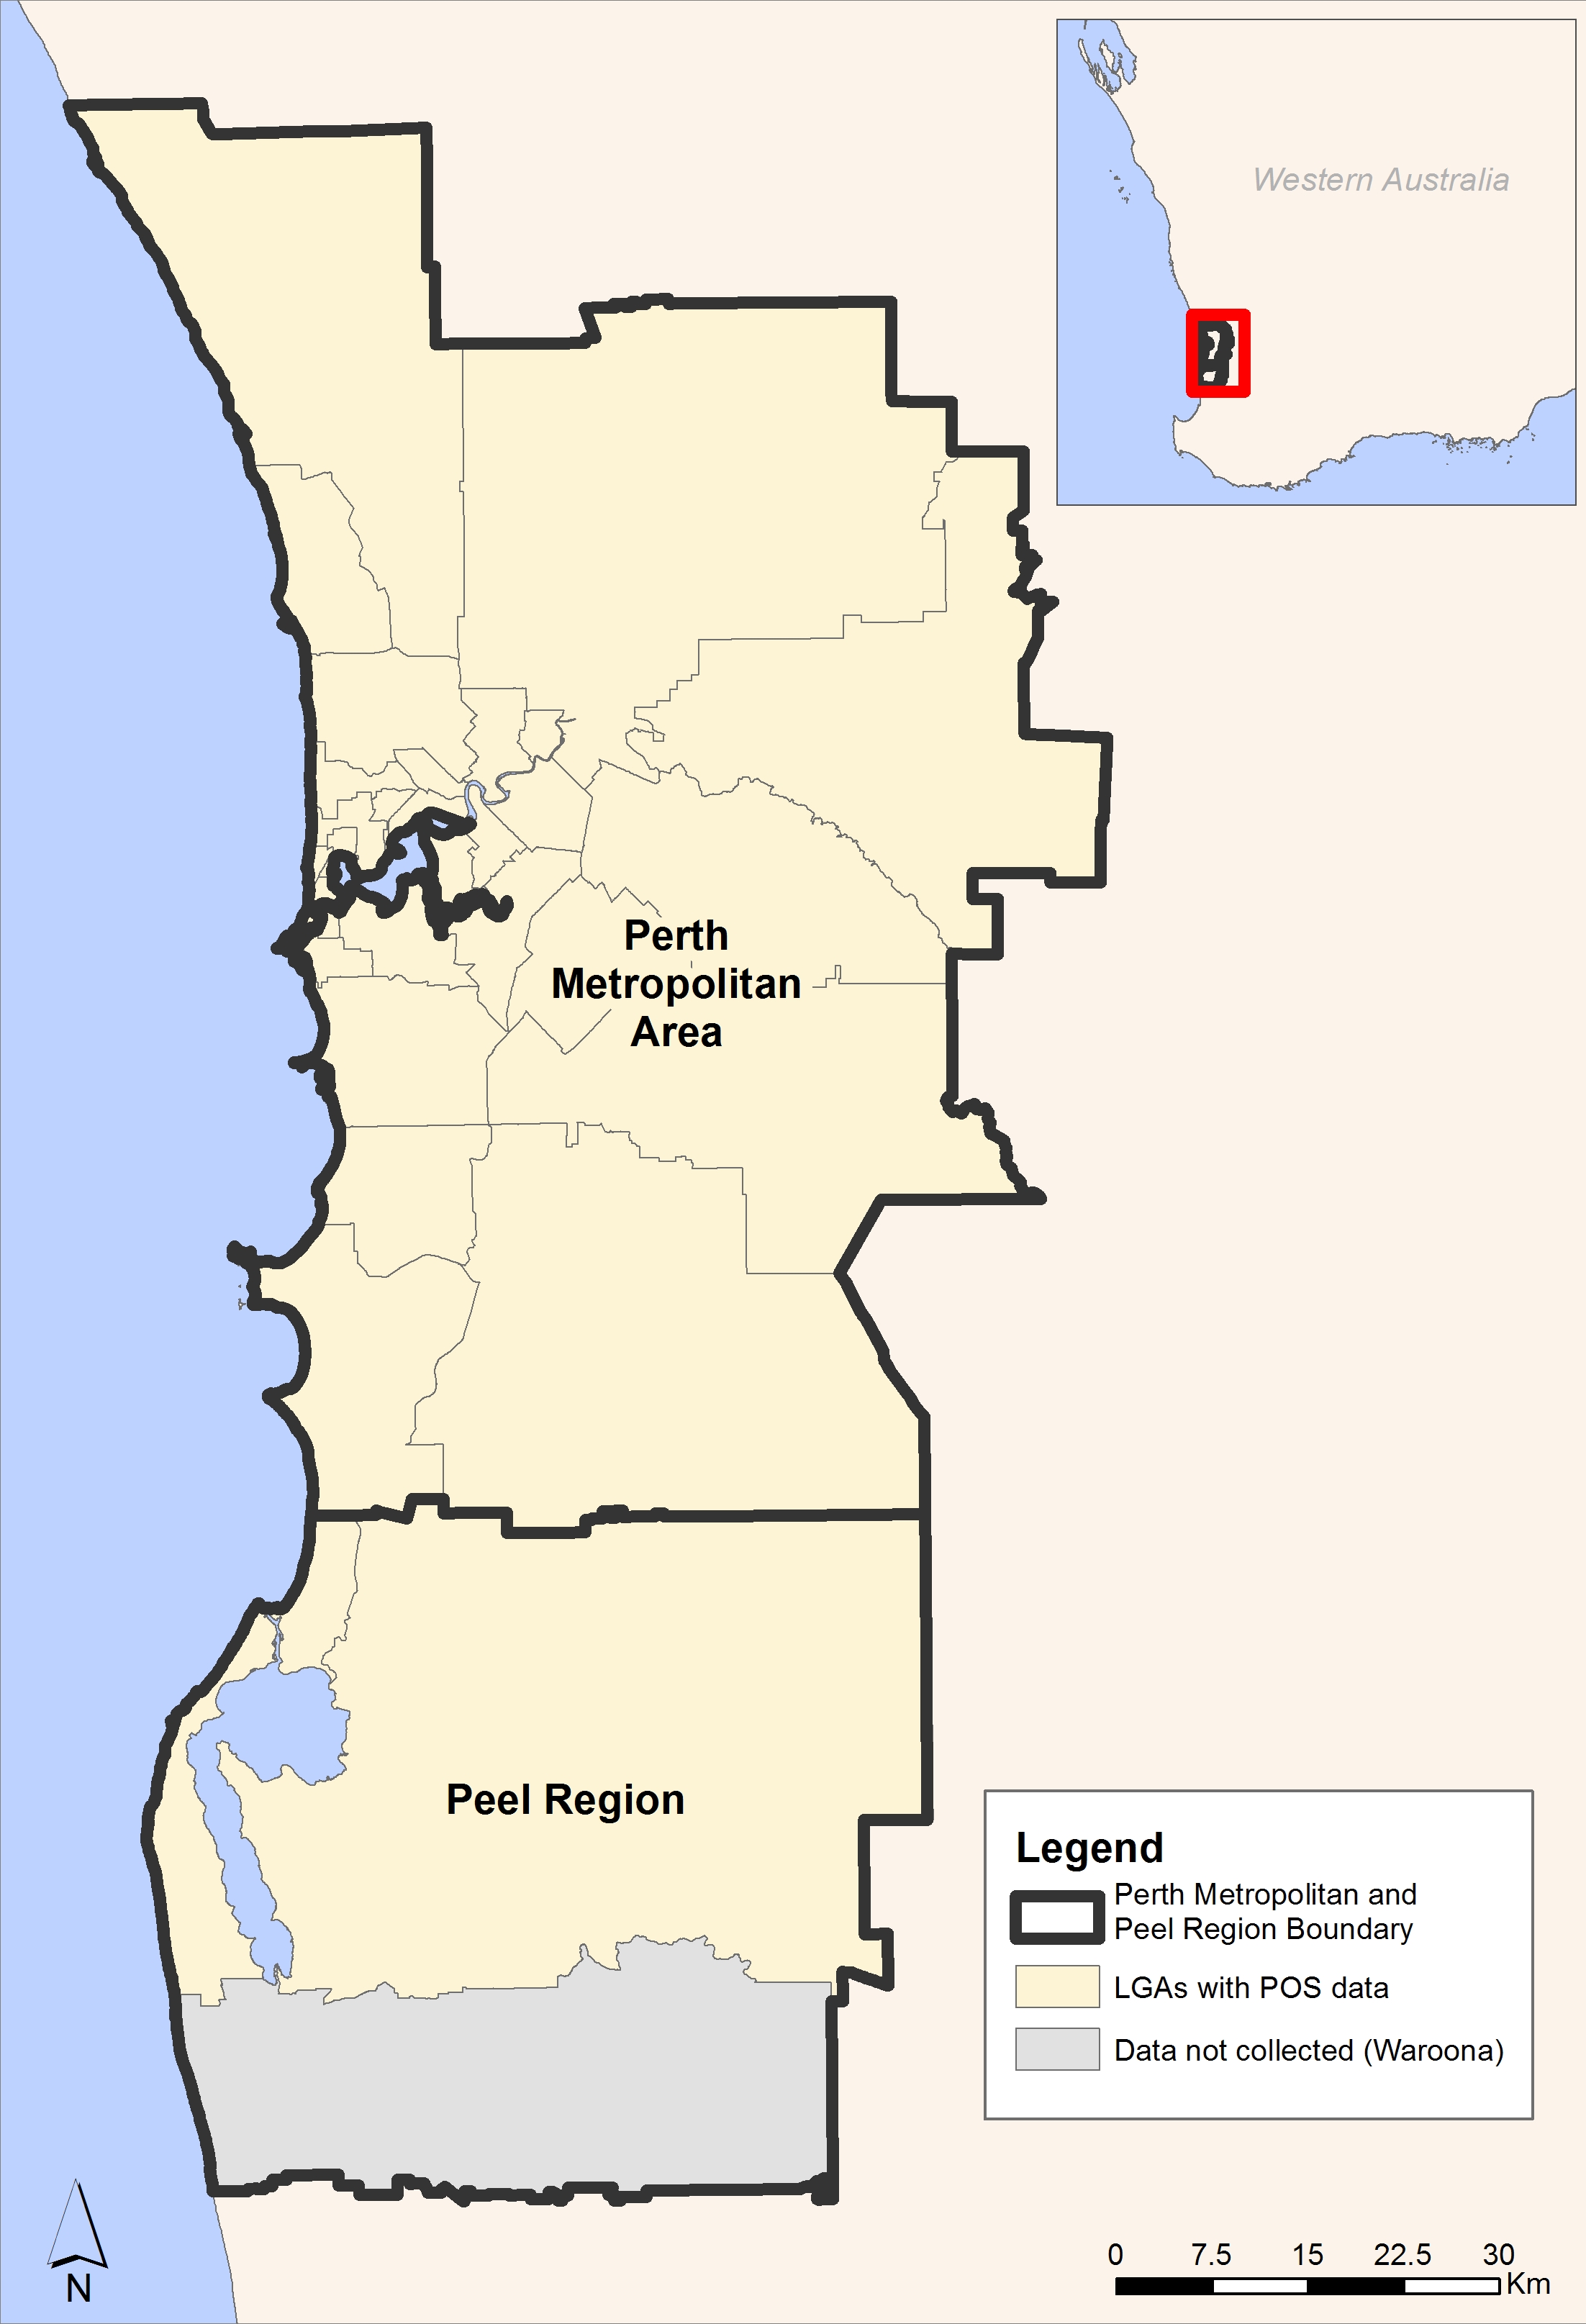 Western Australia
Perth
Metropolitan
Area
Peel Region
Legend
Perth Metropolitan and
Peel Region Boundary
LGAs with POS data
Data not collected (Waroona)
N
0 7.5 15 22.5 30
Km